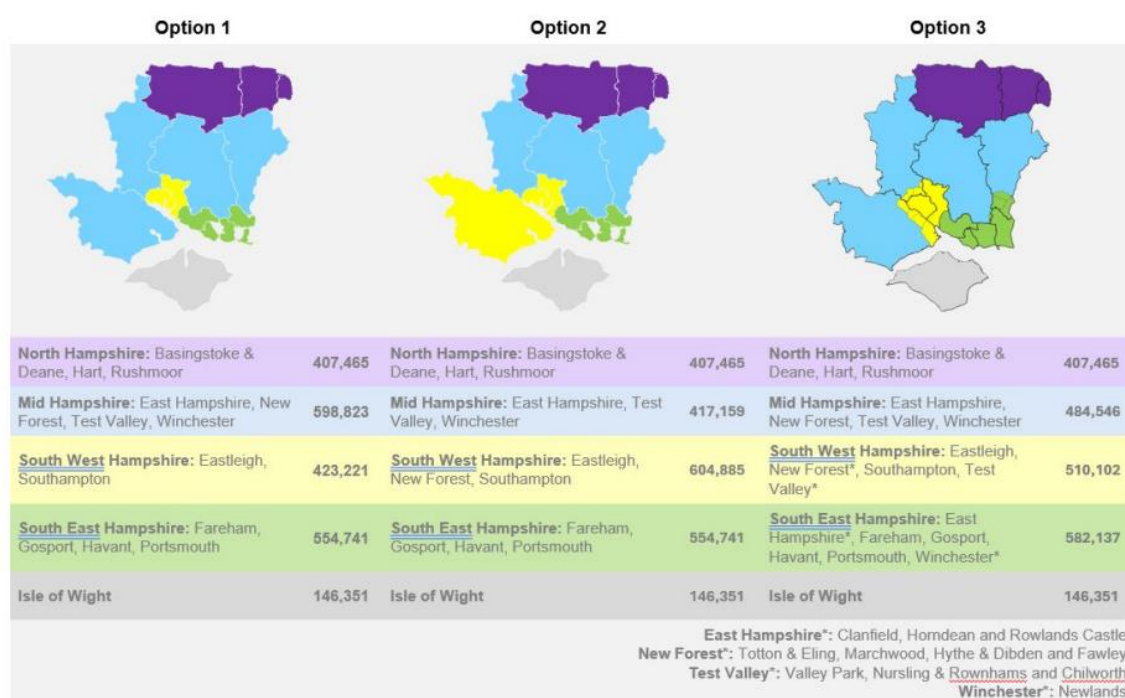 Option 1
Option 2
Option 3
North Hampshire: Basingstoke &
Deane, Hart, Rushmoor
407,465
North Hampshire: Basingstoke &
Deane, Hart, Rushmoor
407,465
North Hampshire: Basingstoke &
Deane, Hart, Rushmoor
407,465
Mid Hampshire: East Hampshire, New
Forest, Test Valley, Winchester
598,823
Mid Hampshire: East Hampshire, Test
Valley, Winchester
417,159
Mid Hampshire: East Hampshire,
New Forest, Test Valley, Winchester
484,546
South West Hampshire: Eastleigh,
Southampton
423,221
South West Hampshire: Eastleigh,
New Forest, Southampton
604,885
South West Hampshire: Eastleigh,
New Forest*, Southampton, Test
Valley*
510,102
South East Hampshire: Fareham,
Gosport, Havant, Portsmouth
554,741
South East Hampshire: Fareham,
Gosport, Havant, Portsmouth
554,741
South East Hampshire: East
Hampshire*, Fareham, Gosport,
Havant, Portsmouth, Winchester*
582,137
Isle of Wight
146,351
Isle of Wight
146,351
Isle of Wight
146,351
East Hampshire*: Clanfield, Horndean and Rowlands Castle
New Forest*: Totton & Eling, Marchwood, Hythe & Dibden and Fawley
Test Valley*: Valley Park, Nursling & Rownhams and Chilworth
Winchester*: Newlands